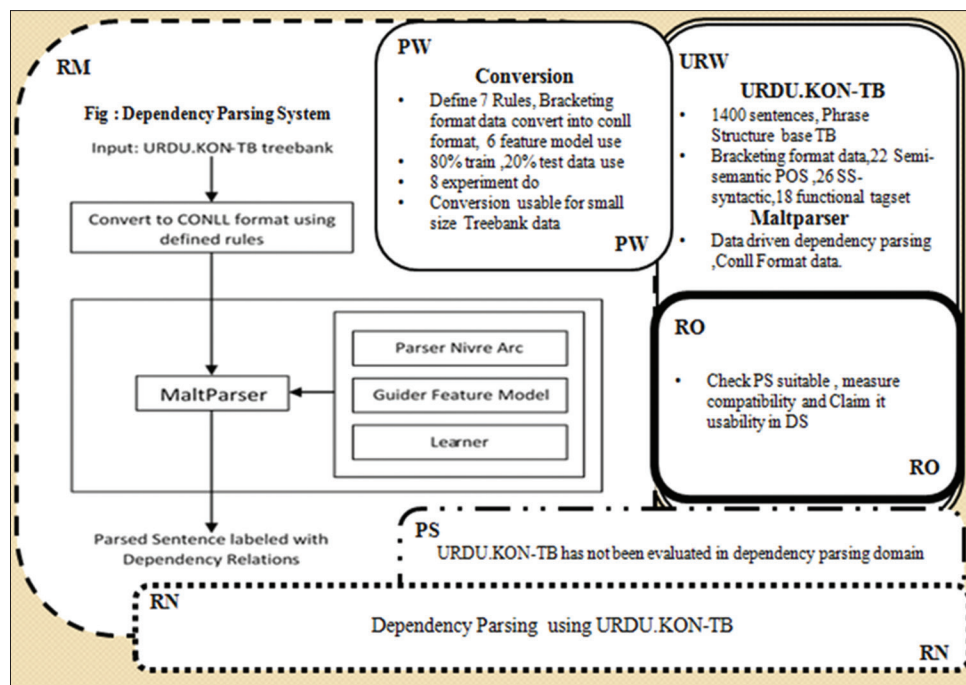 RM
Fig : Dependency Parsing System
Input: URDU.KON-TB treebank
Convert to CONLL format using
defined rules
MaltParser
Parser Nivre Arc
Guider Feature Model
Learner
Parsed Sentence labeled with
Dependency Relations
PW
Conversion
• Define 7 Rules, Bracketing
format data convert into conll
format, 6 feature model use
• 80% train ,20% test data use
• 8 experiment do
• Conversion usable for small
size Treebank data
PW
URW
URDU.KON-TB
• 1400 sentences, Phrase
Structure base TB
• Bracketing format data,22 Semi-
semantic POS ,26 SS-
syntactic,18 functional tagset
Maltparser
• Data driven dependency parsing
,Conll Format data.
RO
• Check PS suitable , measure
compatibility and Claim it
usability in DS
RO
PS
URDU.KON-TB has not been evaluated in dependency parsing domain
RN
Dependency Parsing using URDU.KON-TB
RN